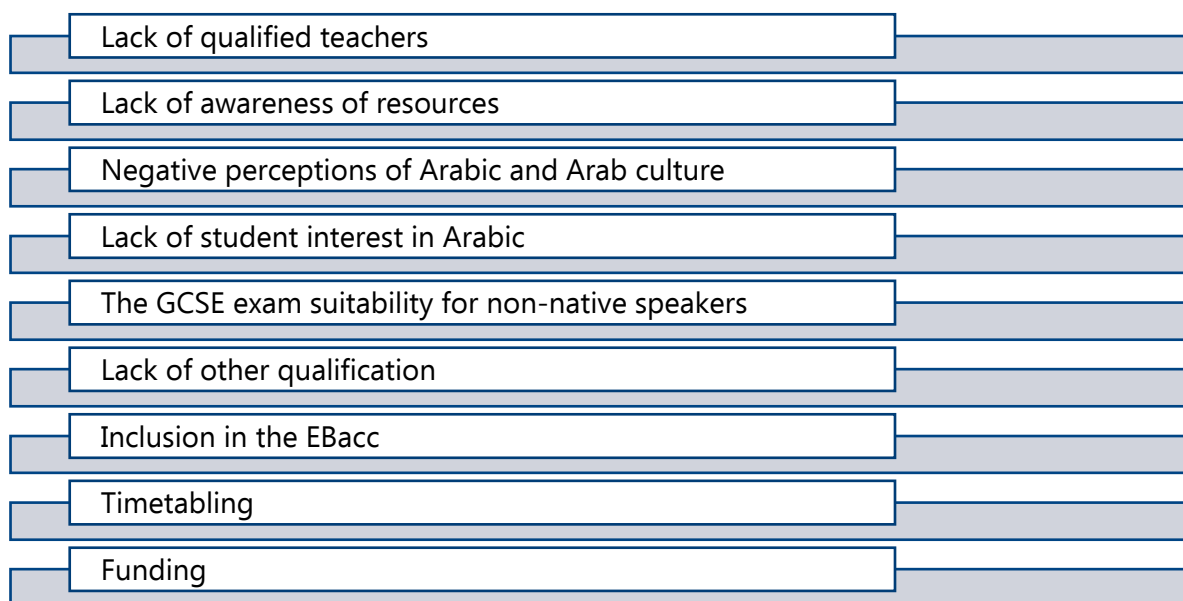 Lack of qualified teachers
Lack of awareness of resources
Negative perceptions of Arabic and Arab culture
Lack of student interest in Arabic
The GCSE exam suitability for non-native speakers
Lack of other qualification
Inclusion in the EBacc
Timetabling
Funding